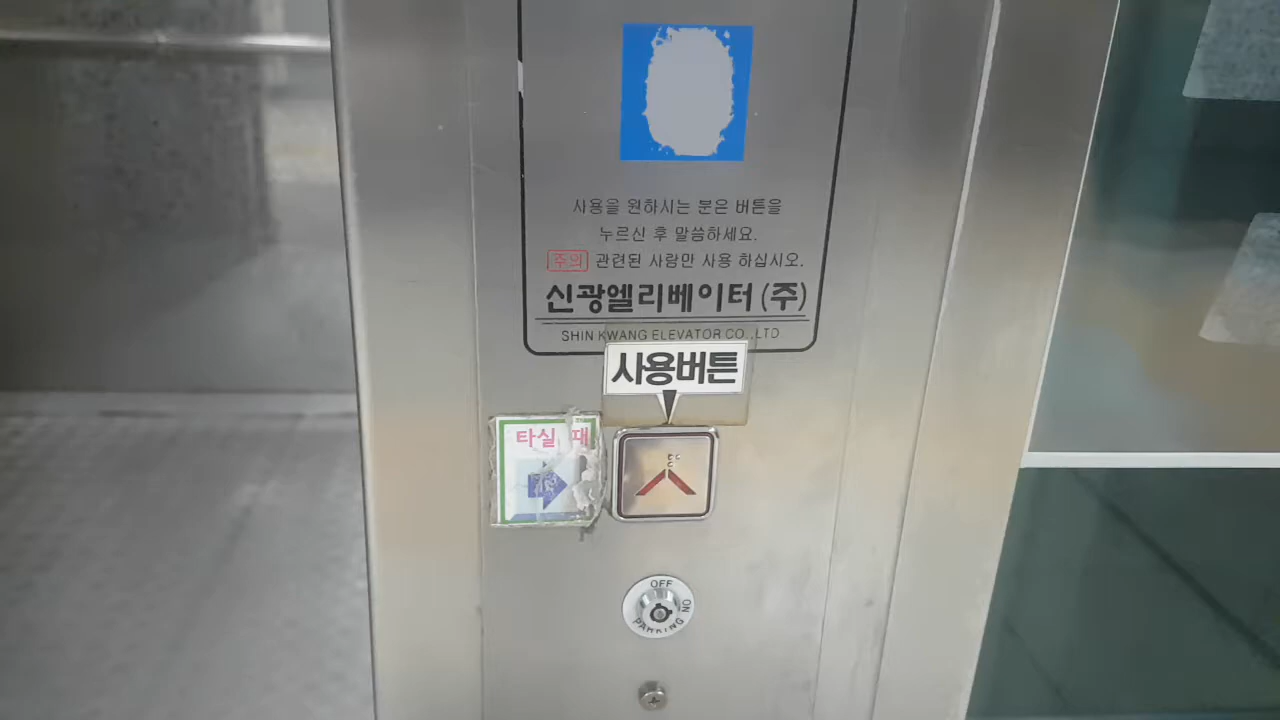 사용을 원하시는 분은 버튼을
누르신 후 말씀하세요.
주의 관련된 사람만 사용 하십시오.
신광엘리베이터 (주)
SHIN KWANG ELEVATOR CO.,LTD
사용버튼
타실 때
OFF
ON
PARKING